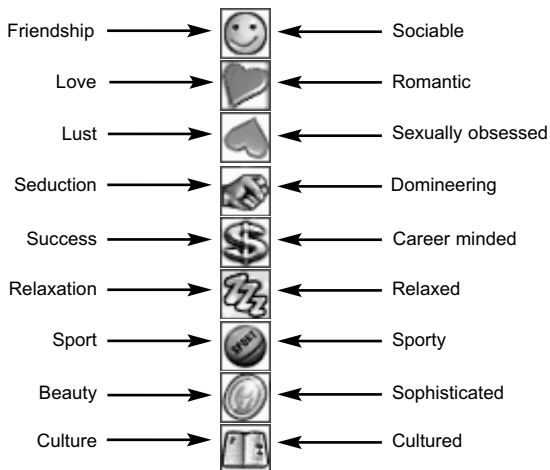 Friendship Sociable
Love Romantic
Lust Sexually obsessed
Seduction Domineering
Success Career minded
Relaxation Relaxed
Sport SPORT Sporty
Beauty Sophisticated
Culture Cultured